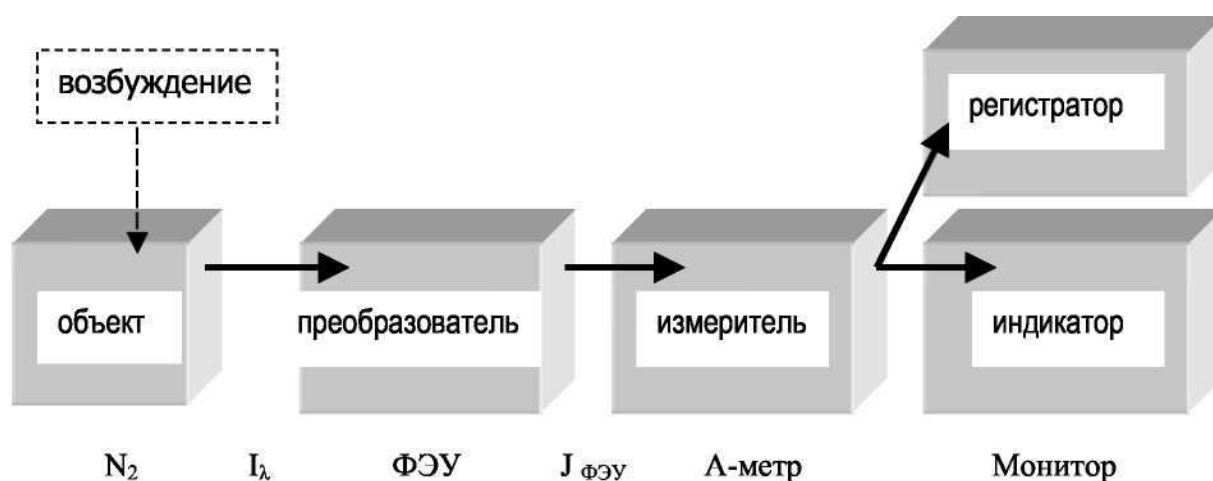 возбуждение
регистратор
объект
преобразователь
измеритель
индикатор
N₂ I_λ ФЭУ J ФЭУ А-метр Монитор